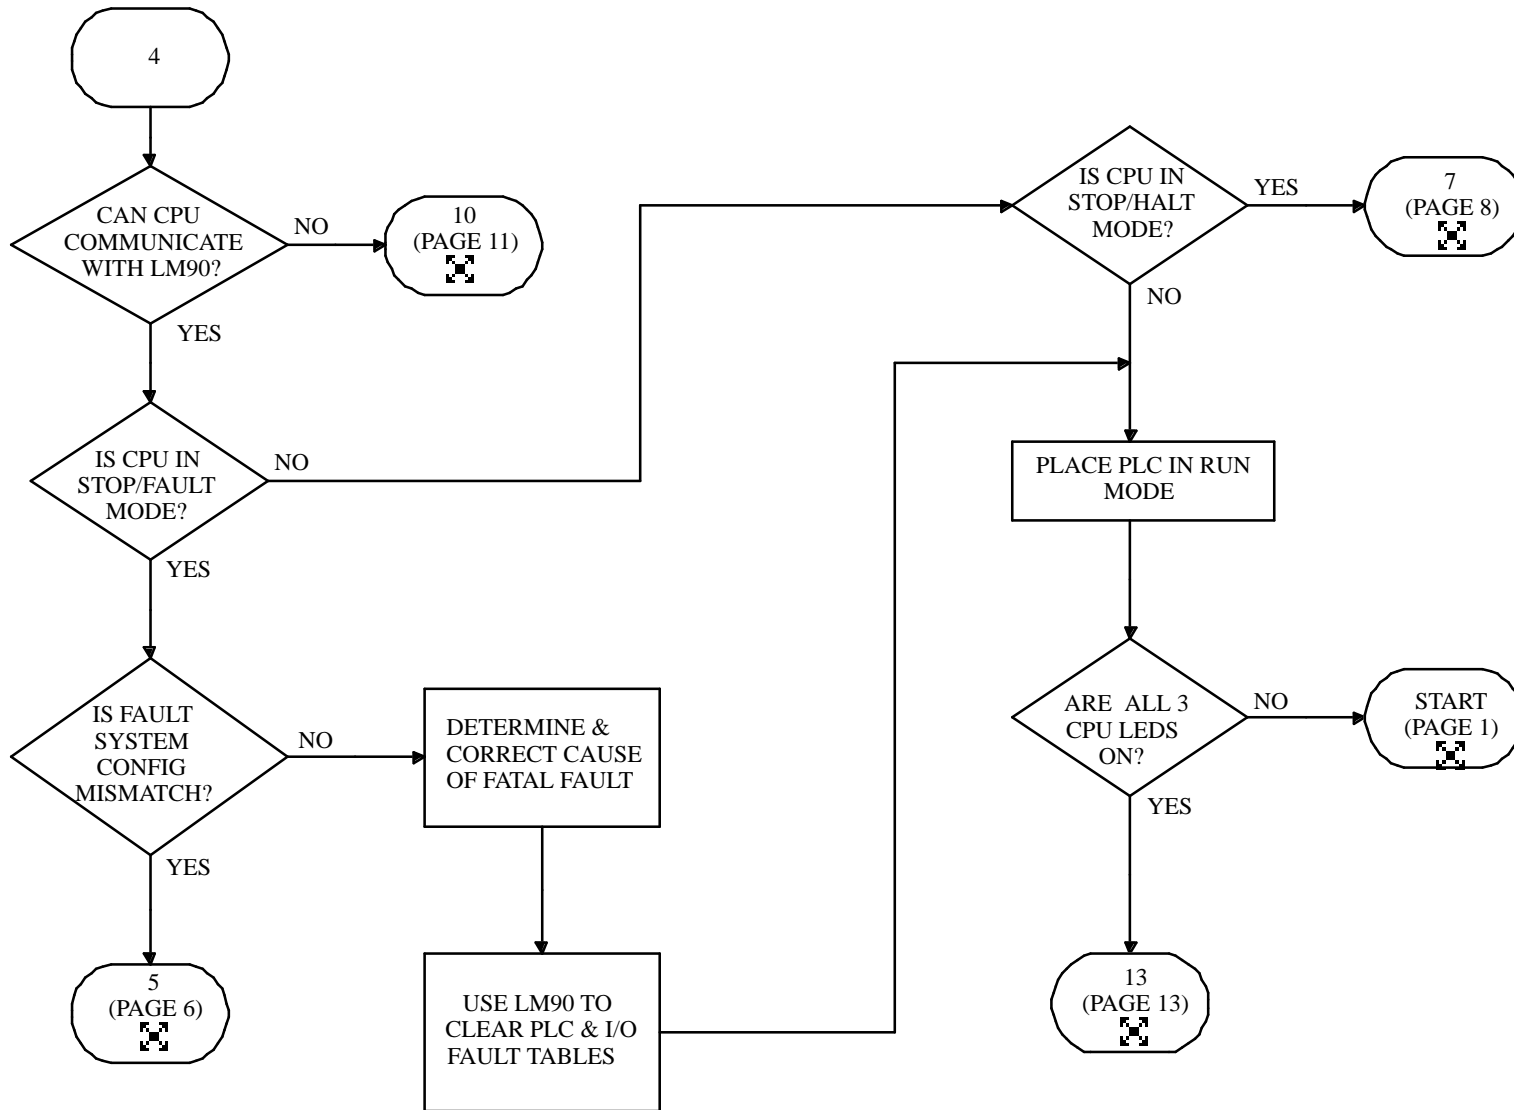 4
CAN CPU
COMMUNICATE
WITH LM90?
NO
10
(PAGE 11)
YES
IS CPU IN
STOP/FAULT
MODE?
NO
YES
IS FAULT
SYSTEM
CONFIG
MISMATCH?
NO
DETERMINE &
CORRECT CAUSE
OF FATAL FAULT
YES
5
(PAGE 6)
USE LM90 TO
CLEAR PLC & I/O
FAULT TABLES
IS CPU IN
STOP/HALT
MODE?
YES
7
(PAGE 8)
NO
PLACE PLC IN RUN
MODE
ARE ALL 3
CPU LEDS
ON?
NO
START
(PAGE 1)
YES
13
(PAGE 13)